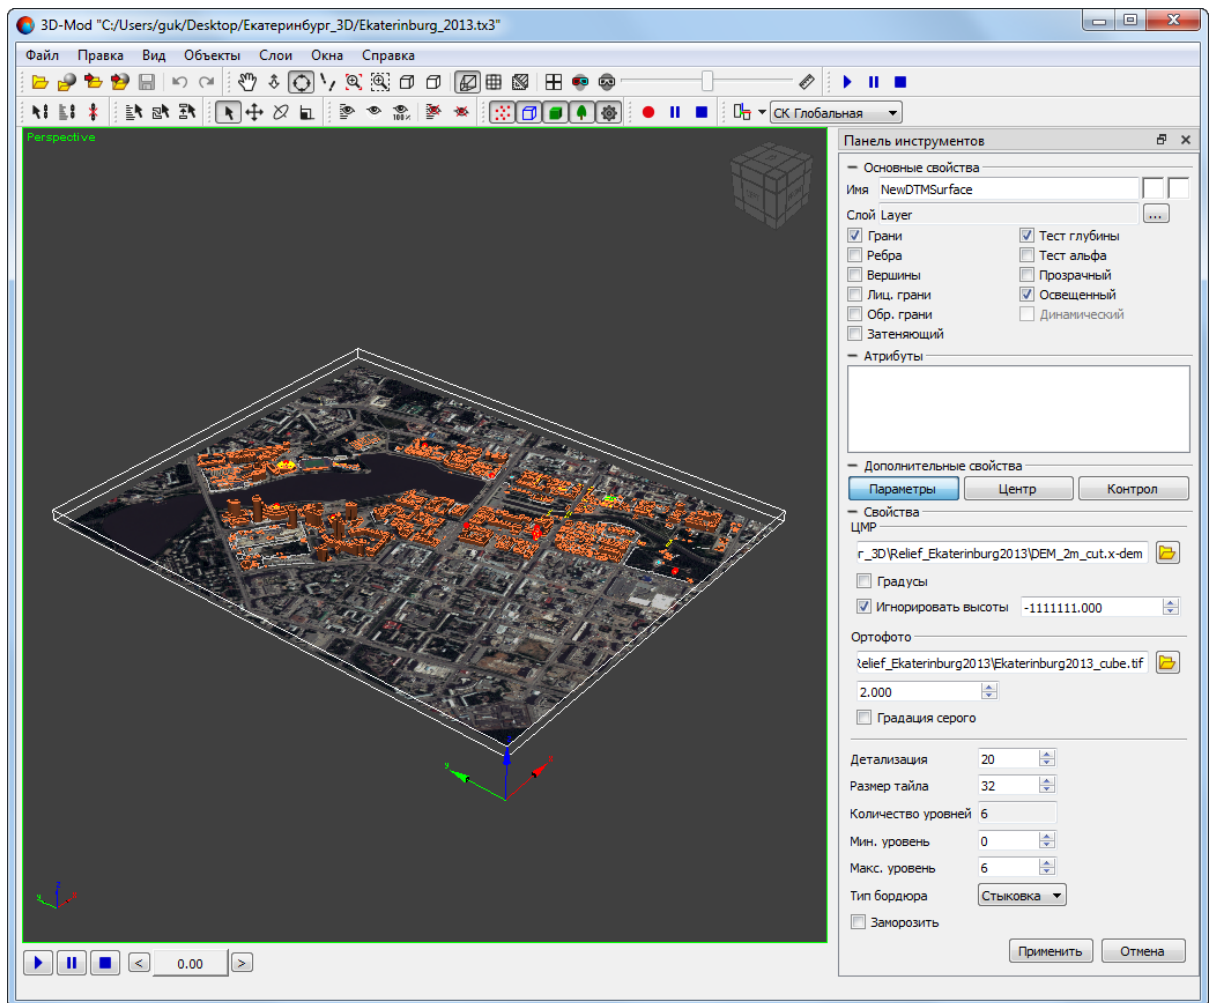 3D-Mod "C:/Users/guk/Desktop/Екатеринбург_3D/Ekaterinburg_2013.tx3"
Файл Правка Вид Объекты Слои Окна Справка
100%
СК Глобальная
Perspective
Панель инструментов
Основные свойства
Имя NewDTMSurface
Слой Layer ...
Грани Тест глубины
Ребра Тест альфа
Вершины Прозрачный
Лиц. грани Освещенный
Обр. грани Динамический
Затеняющий
Атрибуты
Дополнительные свойства
Параметры Центр Контрол
Свойства
ЦМР
r_3D\Relief_Ekaterinburg2013\DEM_2m_cut.x-dem
Градусы
Игнорировать высоты -1111111.000
Ортофото
Relief_Ekaterinburg2013\Ekaterinburg2013_cube.tif
2.000
Градация серого
Детализация 20
Размер тайла 32
Количество уровней 6
Мин. уровень 0
Макс. уровень 6
Тип бордюра Стыковка
Заморозить
Применить Отмена
y x
y z x
< 0.00 >